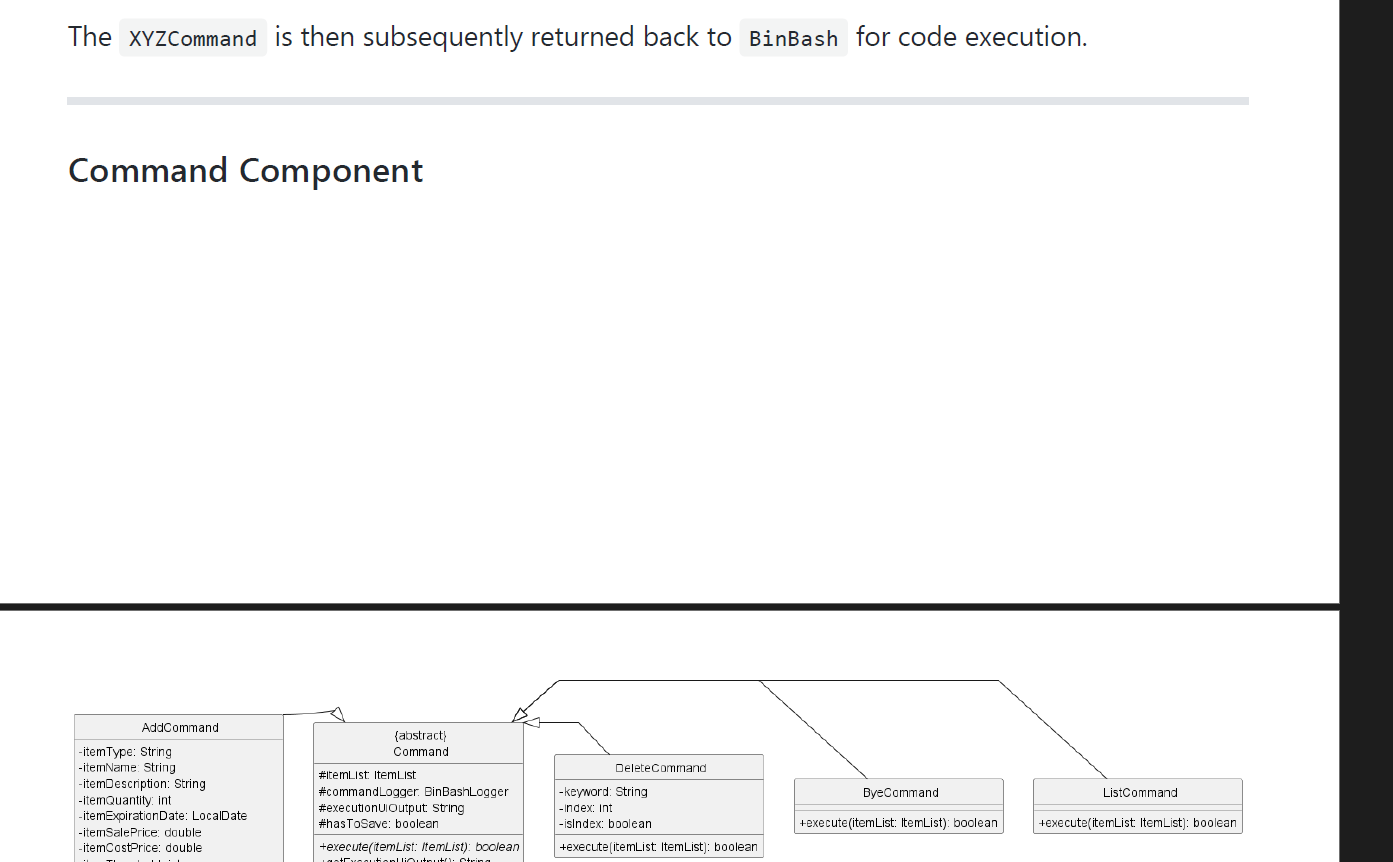 The XYZCommand is then subsequently returned back to BinBash for code execution.
Command Component
AddCommand
-itemType: String
-itemName: String
-itemDescription: String
-itemQuantity: int
-itemExpirationDate: LocalDate
-itemSalePrice: double
-itemCostPrice: double
{abstract}
Command
#itemList: ItemList
#commandLogger: BinBashLogger
#executionUiOutput: String
#hasToSave: boolean
+execute(itemList: ItemList): boolean
+getExecutionUiOutput(): String
DeleteCommand
-keyword: String
-index: int
-isIndex: boolean
+execute(itemList: ItemList): boolean
ByeCommand
+execute(itemList: ItemList): boolean
ListCommand
+execute(itemList: ItemList): boolean